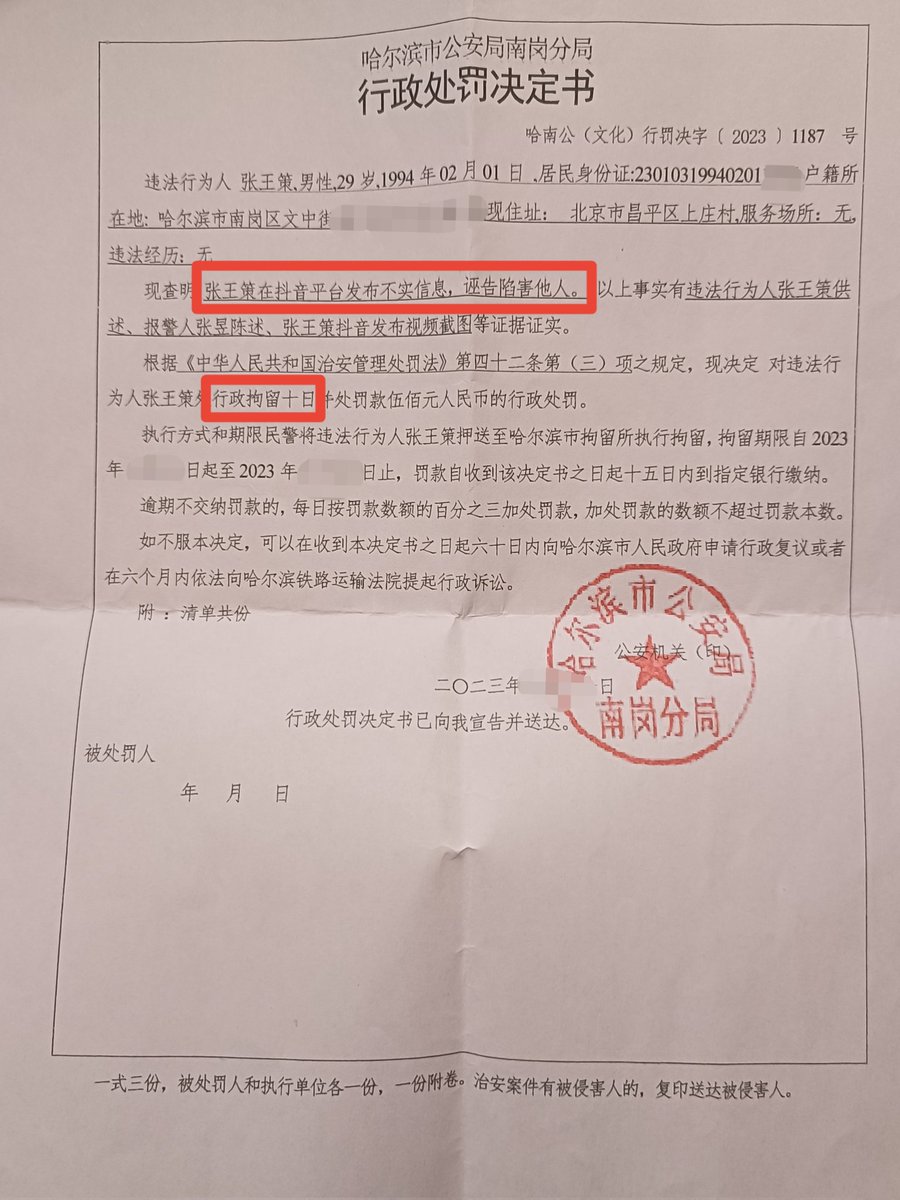 哈尔滨市公安局南岗分局
行政处罚决定书
哈南公（文化）行罚决字〔2023〕1187 号
违法行为人 张王策,男性,29岁,1994年02月01日,居民身份证:23010319940201 户籍所
在地: 哈尔滨市南岗区文中街 现住址: 北京市昌平区上庄村,服务场所：无,
违法经历：无
现查明 张王策在抖音平台发布不实信息，诬告陷害他人。 以上事实有违法行为人张王策供
述、报警人张昱陈述、张王策抖音发布视频截图等证据证实。
根据《中华人民共和国治安管理处罚法》第四十二条第（三）项之规定，现决定 对违法行
为人张王策处行政拘留十日并处罚款伍佰元人民币的行政处罚。
执行方式和期限民警将违法行为人张王策押送至哈尔滨市拘留所执行拘留，拘留期限自2023
年 日起至2023年 日止，罚款自收到该决定书之日起十五日内到指定银行缴纳。
逾期不交纳罚款的，每日按罚款数额的百分之三加处罚款，加处罚款的数额不超过罚款本数。
如不服本决定，可以在收到本决定书之日起六十日内向哈尔滨市人民政府申请行政复议或者
在六个月内依法向哈尔滨铁路运输法院提起行政诉讼。
附：清单共份
公安机关（印）
哈尔滨市公安局
南岗分局
二〇二三年 日
行政处罚决定书已向我宣告并送达。
被处罚人
年 月 日
一式三份，被处罚人和执行单位各一份，一份附卷。治安案件有被侵害人的，复印送达被侵害人。